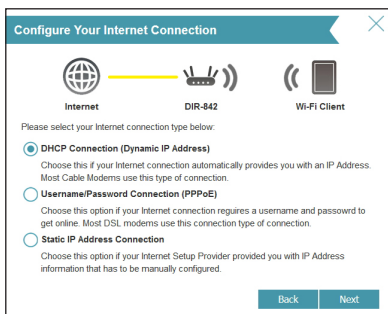 Configure Your Internet Connection
Internet DIR-842 Wi-Fi Client
Please select your Internet connection type below:
DHCP Connection (Dynamic IP Address)
Choose this if your Internet connection automatically provides you with an IP Address.
Most Cable Modems use this type of connection.
Username/Password Connection (PPPoE)
Choose this option if your Internet connection requires a username and passowrd to
get online. Most DSL modems use this connection type of connection.
Static IP Address Connection
Choose this option if your Internet Setup Provider provided you with IP Address
information that has to be manually configured.
Back Next